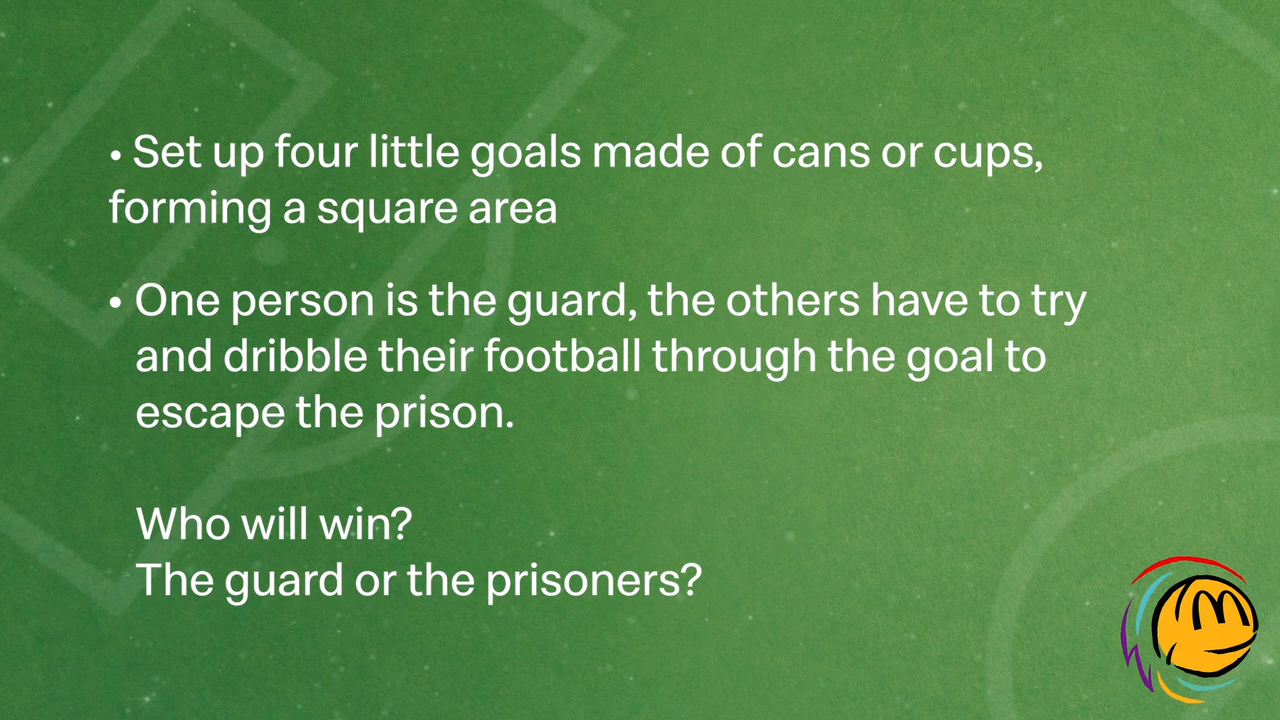 • Set up four little goals made of cans or cups,
forming a square area
• One person is the guard, the others have to try
and dribble their football through the goal to
escape the prison.
Who will win?
The guard or the prisoners?